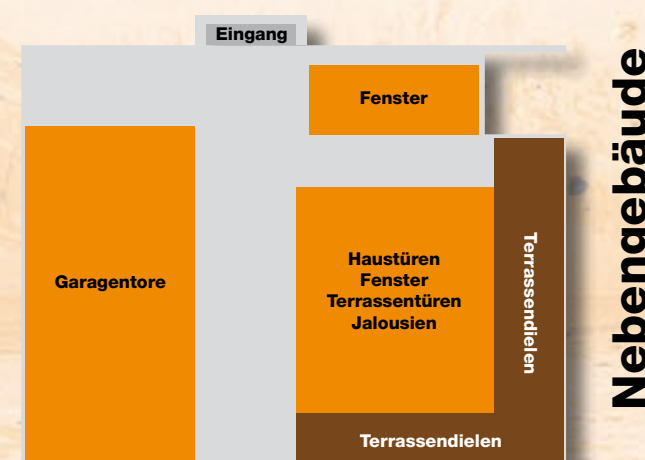 Eingang
Fenster
Garagentore
Haustüren
Fenster
Terrassentüren
Jalousien
Terrassendielen
Terrassendielen
Nebengebäude